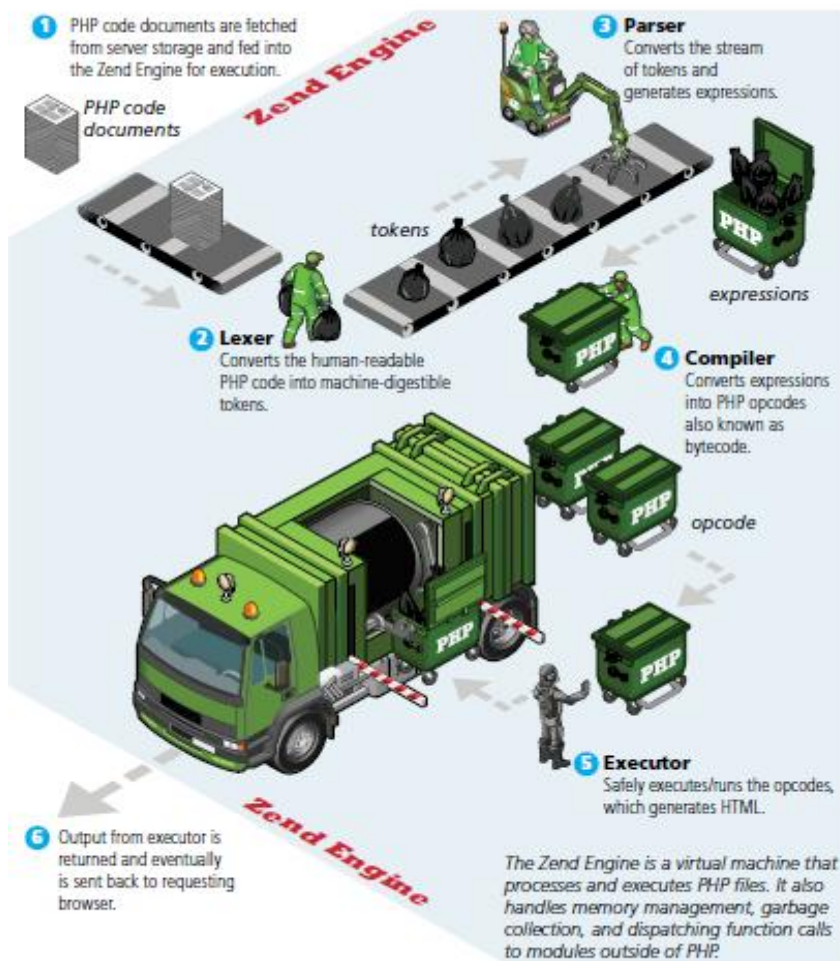 1 PHP code documents are fetched
from server storage and fed into
the Zend Engine for execution.
PHP code
documents
Zend Engine
2 Lexer
Converts the human-readable
PHP code into machine-digestible
tokens.
tokens
3 Parser
Converts the stream
of tokens and
generates expressions.
PHP
expressions
PHP
4 Compiler
Converts expressions
into PHP opcodes
also known as
bytecode.
PHP
PHP
opcode
PHP
PHP
5 Executor
Safely executes/runs the opcodes,
which generates HTML.
6 Output from executor is
returned and eventually
is sent back to requesting
browser.
Zend Engine
The Zend Engine is a virtual machine that
processes and executes PHP files. It also
handles memory management, garbage
collection, and dispatching function calls
to modules outside of PHP.